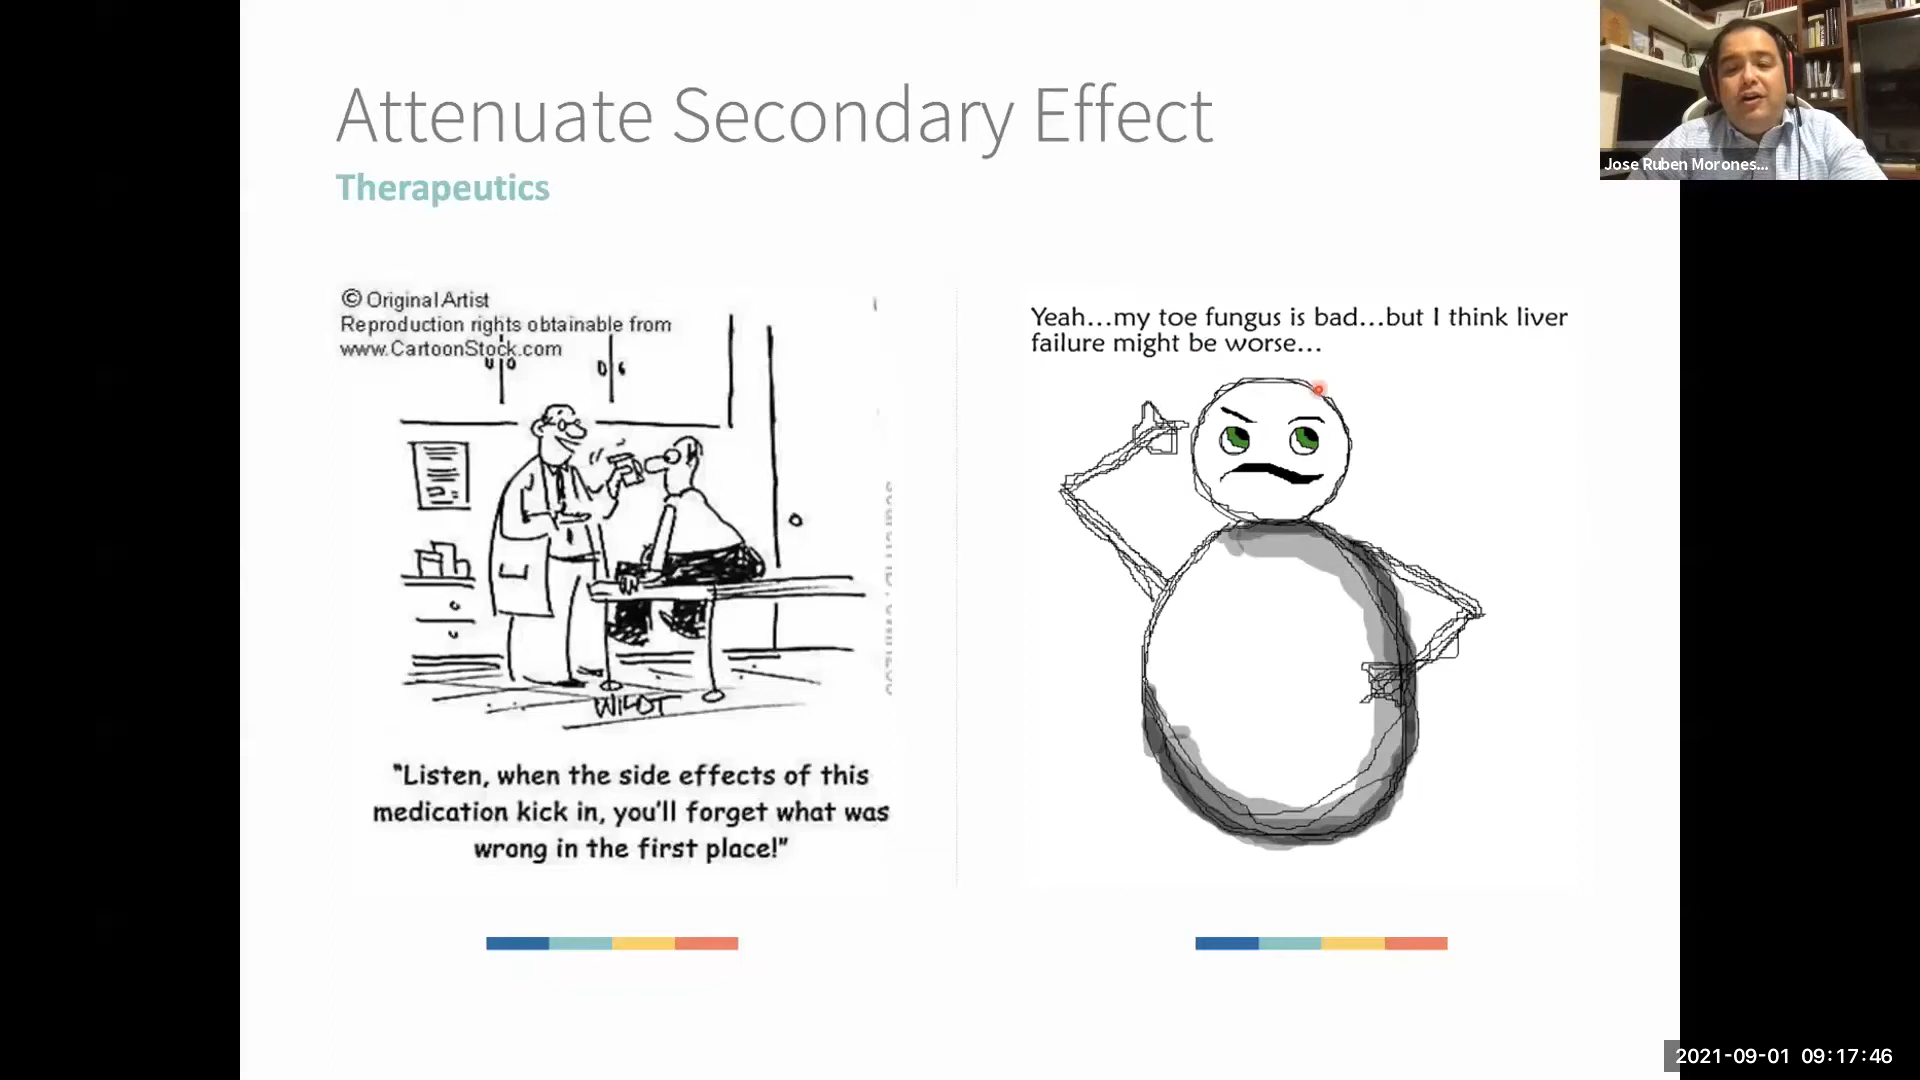 Attenuate Secondary Effect
Therapeutics
© Original Artist
Reproduction rights obtainable from
www.CartoonStock.com
WILDT
"Listen, when the side effects of this
medication kick in, you'll forget what was
wrong in the first place!"
Yeah...my toe fungus is bad...but I think liver
failure might be worse...
Jose Ruben Morones...
2021-09-01 09:17:46